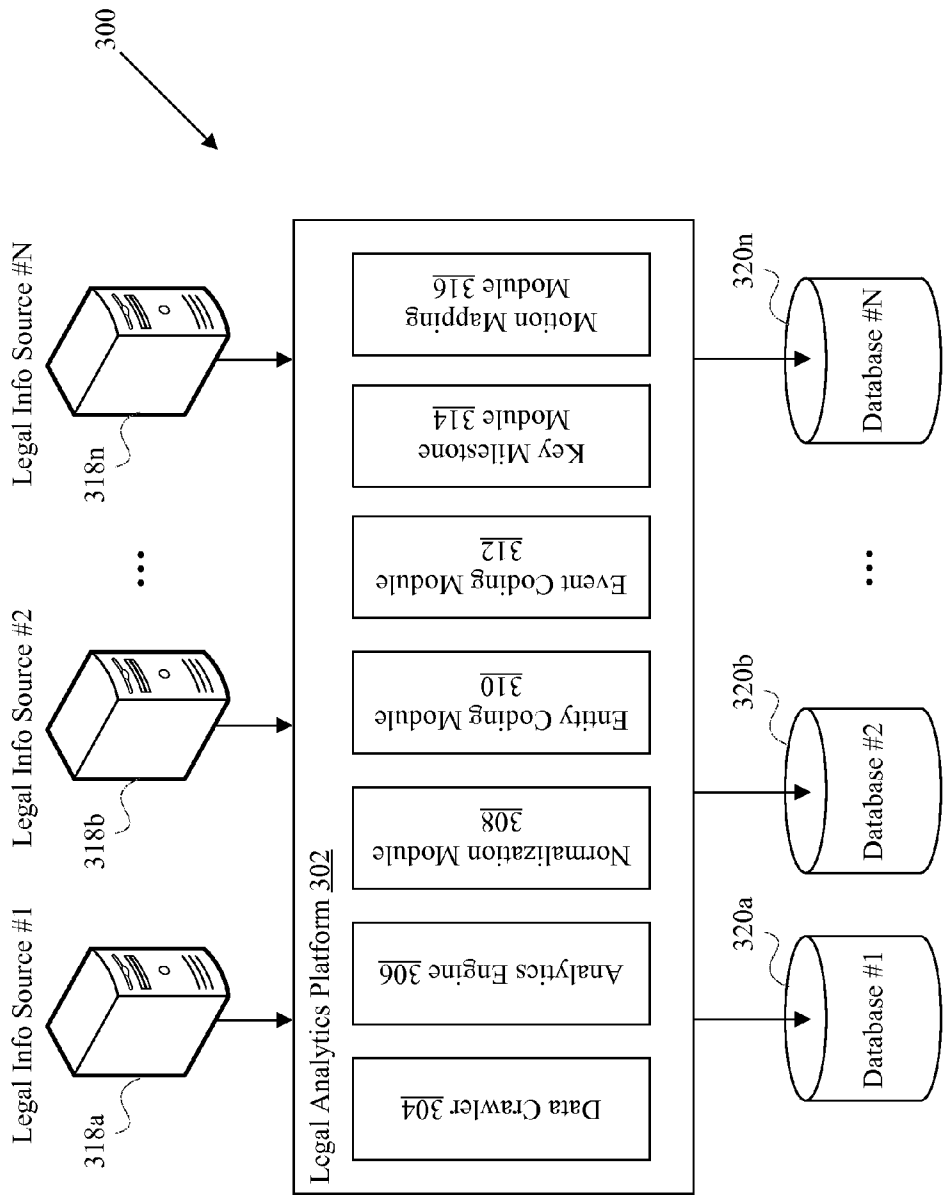 300
Legal Info Source #1
318a
Legal Info Source #2
318b
...
Legal Info Source #N
318n
Legal Analytics Platform 302
Data Crawler 304
Analytics Engine 306
Normalization Module
308
Entity Coding Module
310
Event Coding Module
312
Key Milestone
Module 314
Motion Mapping
Module 316
320a
Database #1
320b
Database #2
...
320n
Database #N